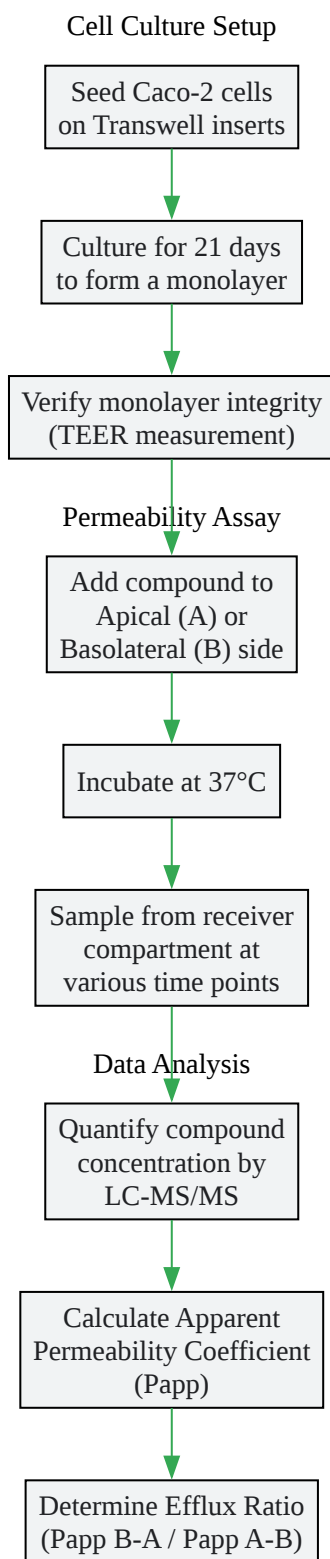 Cell Culture Setup
Seed Caco-2 cells
on Transwell inserts
Culture for 21 days
to form a monolayer
Verify monolayer integrity
(TEER measurement)
Permeability Assay
Add compound to
Apical (A) or
Basolateral (B) side
Incubate at 37°C
Sample from receiver
compartment at
various time points
Data Analysis
Quantify compound
concentration by
LC-MS/MS
Calculate Apparent
Permeability Coefficient
(Papp)
Determine Efflux Ratio
(Papp B-A / Papp A-B)